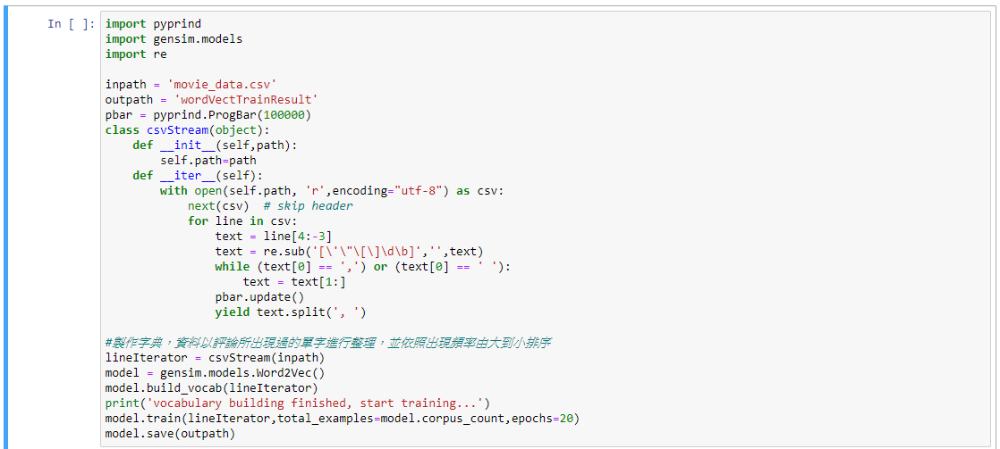 In [ ]: import pyprind
import gensim.models
import re
inpath = 'movie_data.csv'
outpath = 'wordVectTrainResult'
pbar = pyprind.ProgBar(100000)
class csvStream(object):
    def __init__(self,path):
        self.path=path
    def __iter__(self):
        with open(self.path, 'r',encoding="utf-8") as csv:
            next(csv)  # skip header
            for line in csv:
                text = line[4:-3]
                text = re.sub('[\'\"\[\]\d\b]','',text)
                while (text[0] == ',') or (text[0] == ' '):
                    text = text[1:]
                pbar.update()
                yield text.split(', ')
#製作字典，資料以評論所出現過的單字進行整理，並依照出現頻率由大到小排序
lineIterator = csvStream(inpath)
model = gensim.models.Word2Vec()
model.build_vocab(lineIterator)
print('vocabulary building finished, start training...')
model.train(lineIterator,total_examples=model.corpus_count,epochs=20)
model.save(outpath)